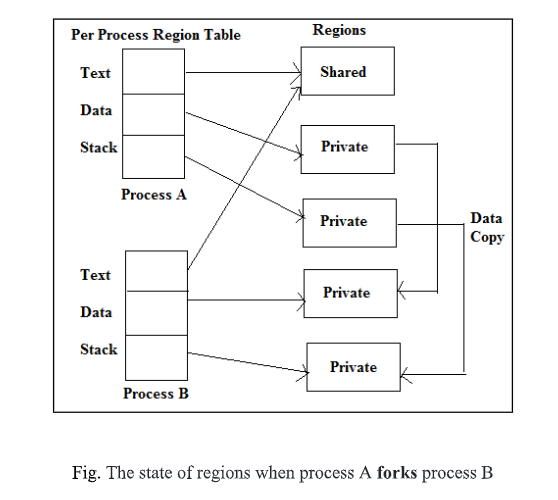 Per Process Region Table
Regions
Text
Shared
Data
Stack
Private
Process A
Private
Data
Copy
Text
Private
Data
Stack
Private
Process B
Fig. The state of regions when process A forks process B